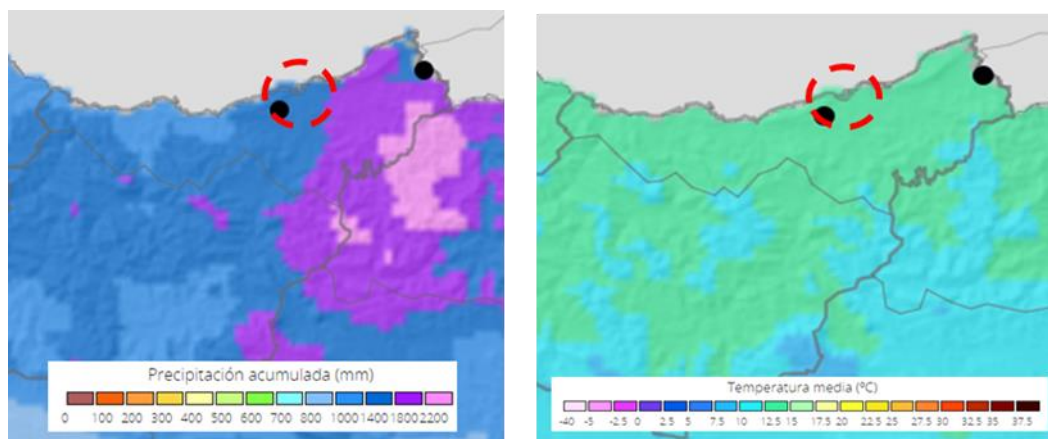 Precipitación acumulada (mm)
0 100 200 300 400 500 600 700 800 1000 1400 1800 2200
Temperatura media (ºC)
-40 -5 -2.5 0 2.5 5 7.5 10 12.5 15 17.5 20 22.5 25 27.5 30 32.5 35 37.5